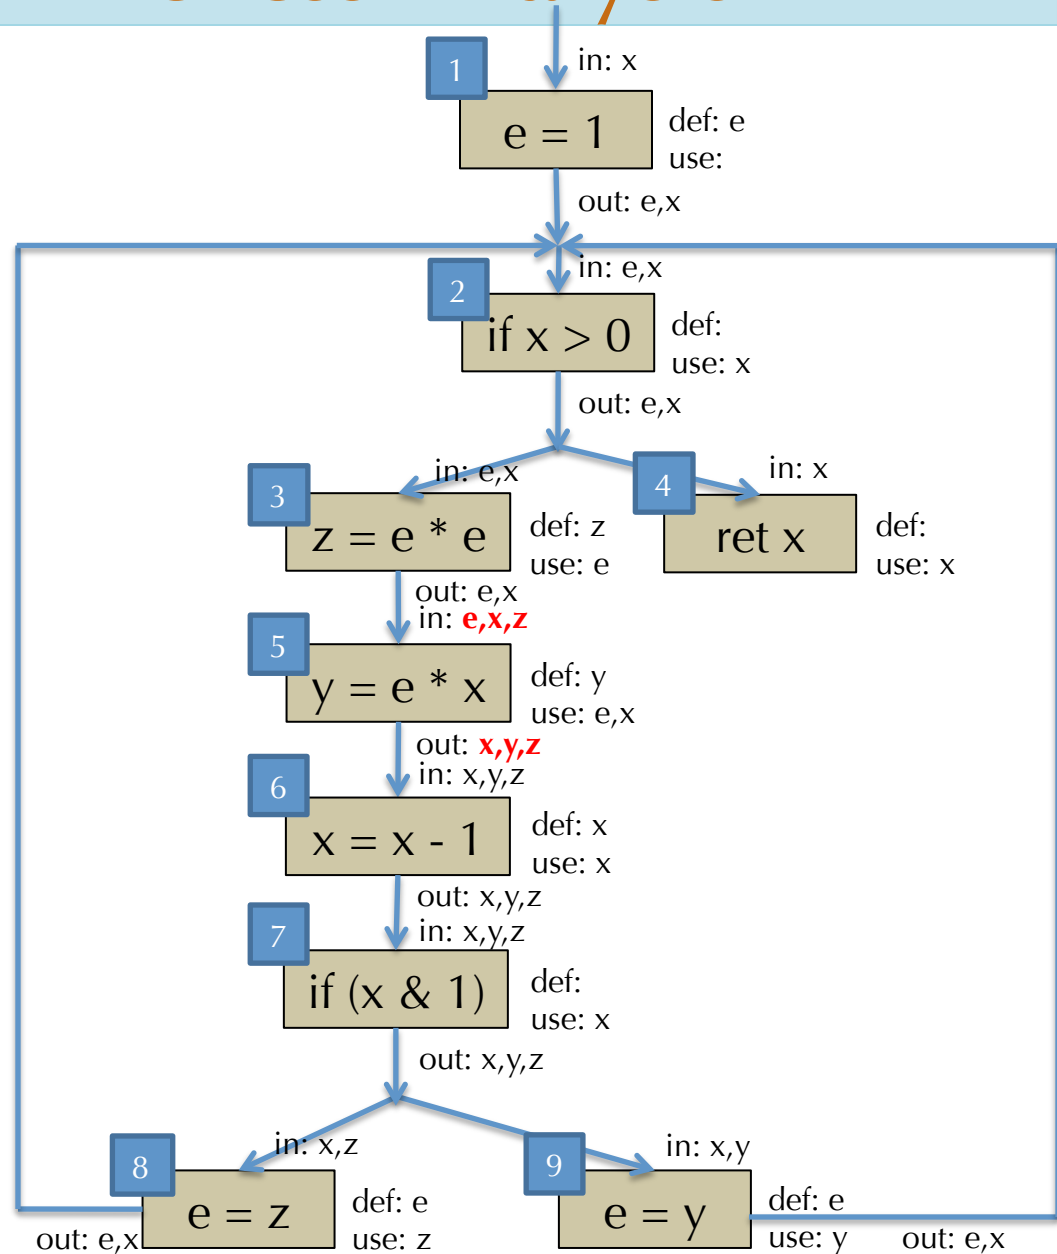 1
in: x
e = 1
def: e
use:
out: e,x
in: e,x
2
if x > 0
def:
use: x
out: e,x
in: e,x
3
z = e * e
def: z
use: e
in: x
4
ret x
def:
use: x
out: e,x
in: e,x,z
5
y = e * x
def: y
use: e,x
out: x,y,z
in: x,y,z
6
x = x - 1
def: x
use: x
out: x,y,z
in: x,y,z
7
if (x & 1)
def:
use: x
out: x,y,z
in: x,z
8
e = z
def: e
use: z
out: e,x
in: x,y
9
e = y
def: e
use: y
out: e,x